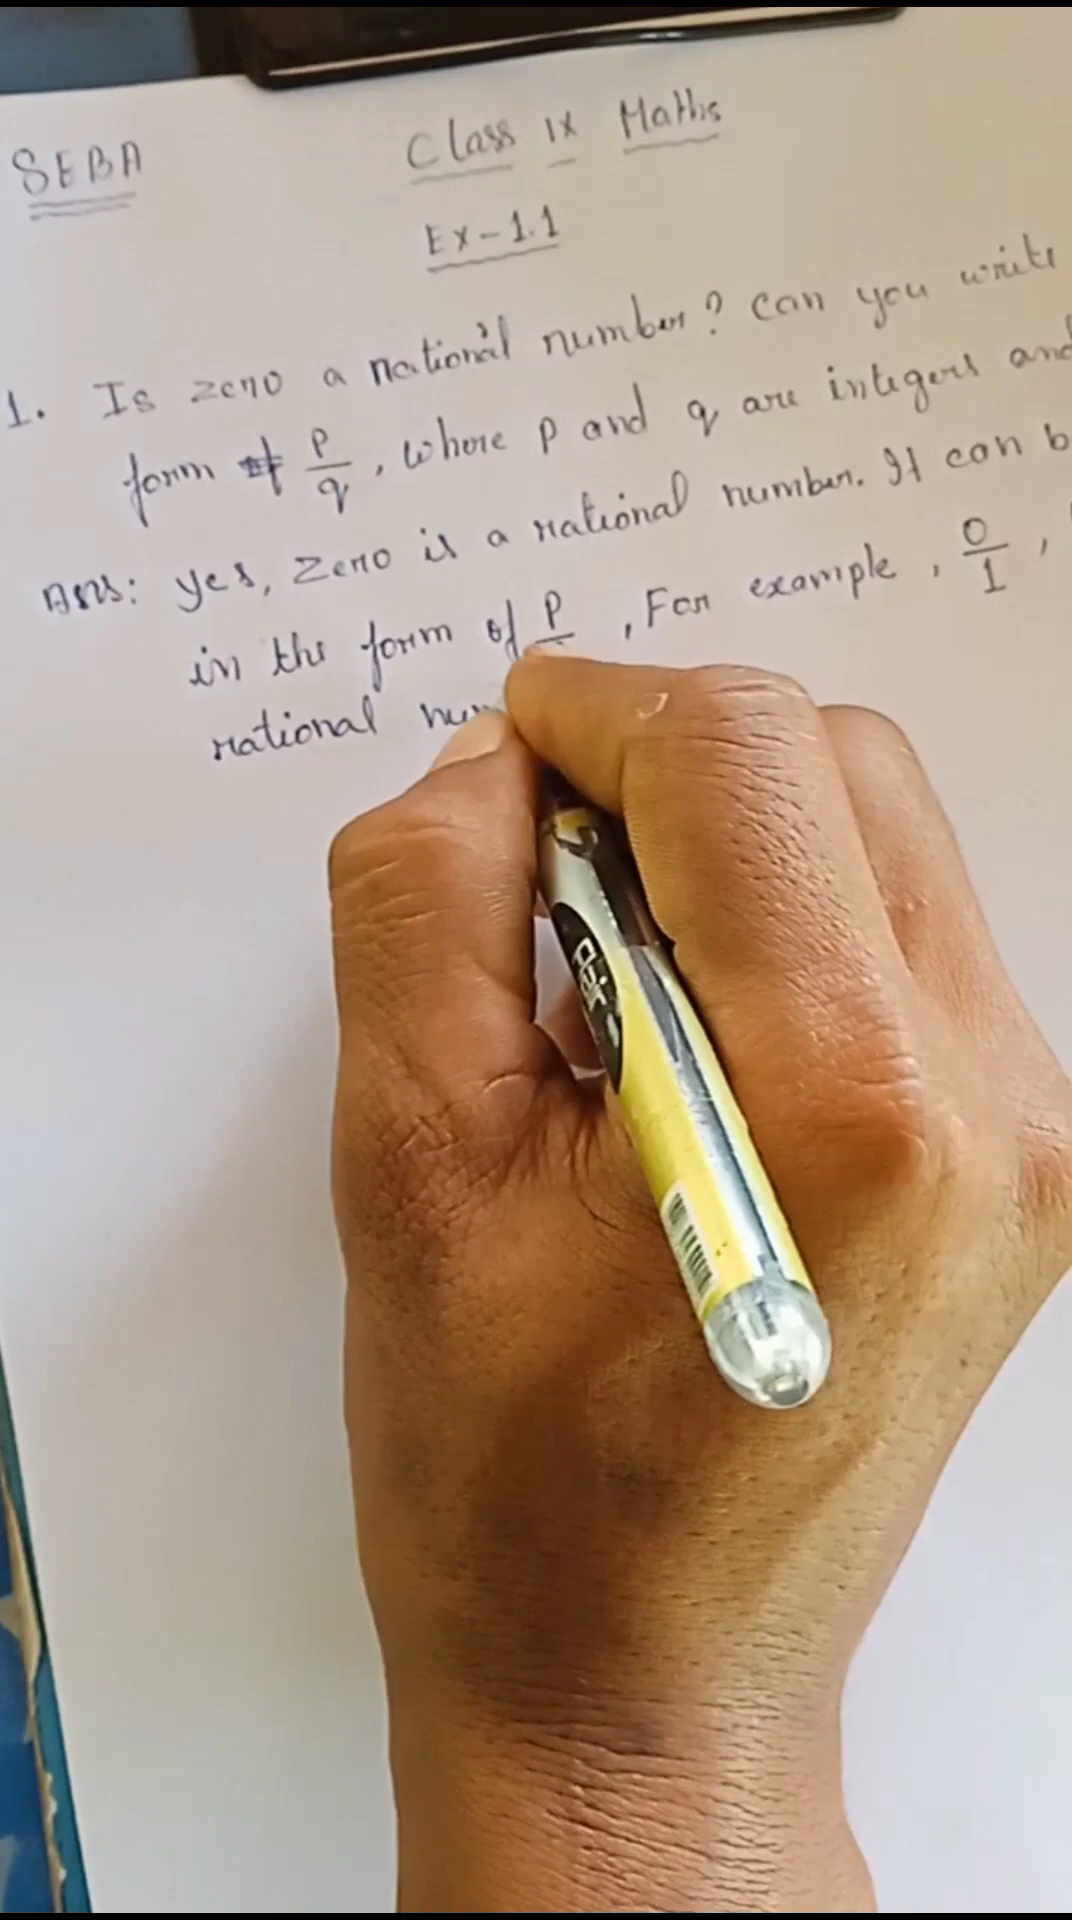 SEBA
Class IX Maths
Ex-1.1
1. Is zero a rational number? Can you write
form of p/q, where p and q are integers and
Ans: yes, zero is a rational number. It can b
in the form of p , For example, 0/1,
rational num
Flair